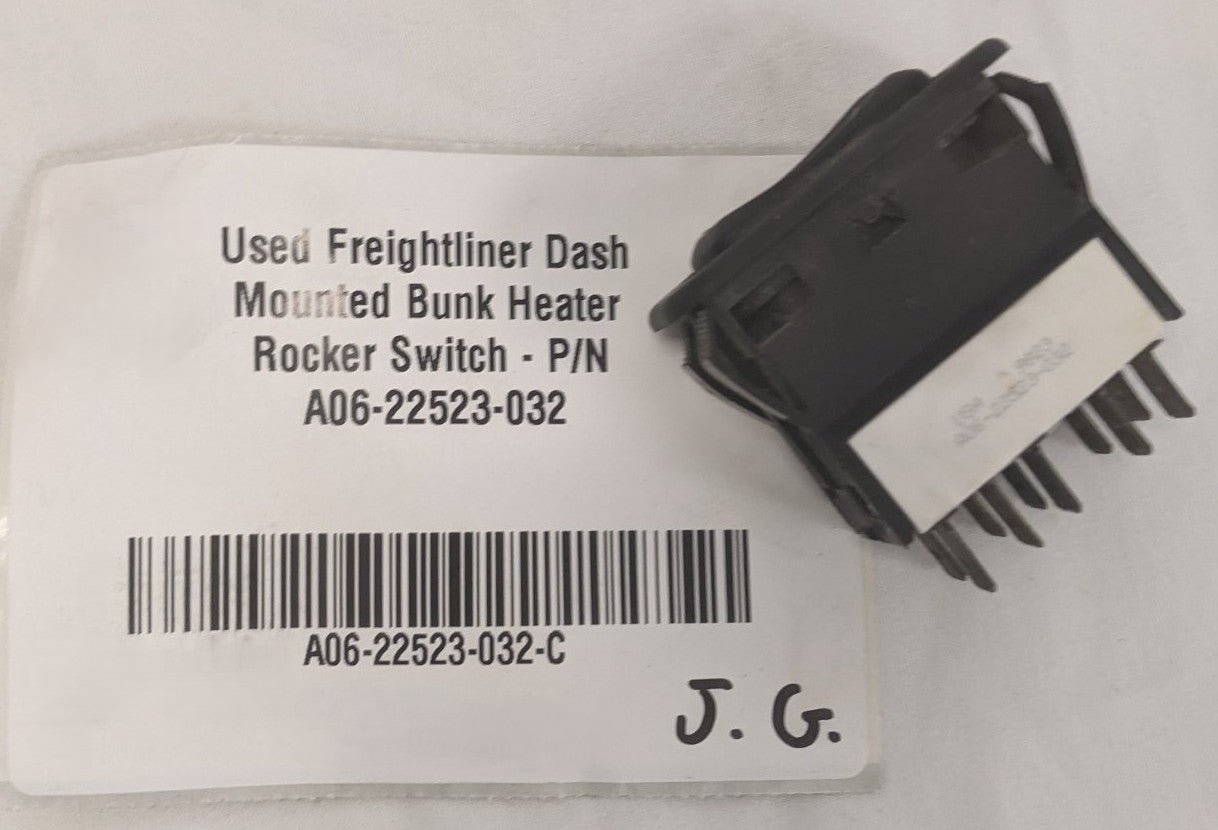 Used Freightliner Dash
Mounted Bunk Heater
Rocker Switch - P/N
A06-22523-032
A06-22523-032-C
J. G.